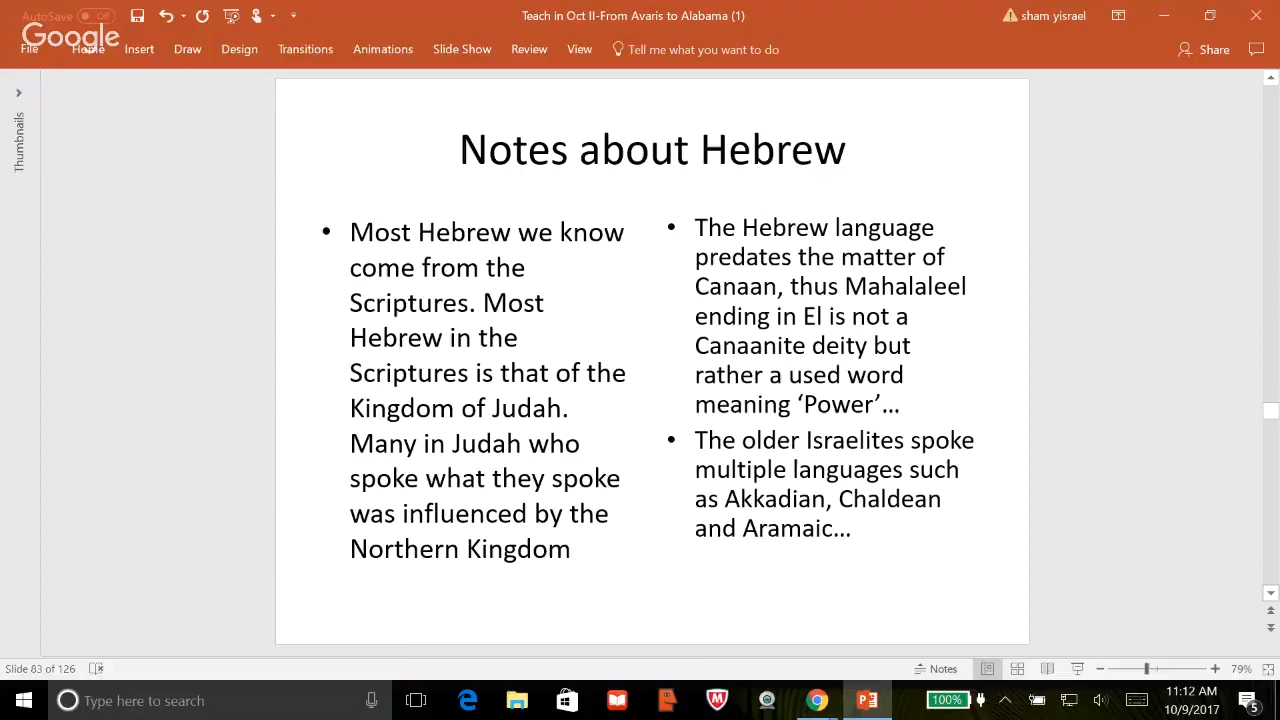 AutoSave Off
Teach in Oct II-From Avaris to Alabama (1)
sham yisrael
Google
File Home Insert Draw Design Transitions Animations Slide Show Review View Tell me what you want to do
Share
Thumbnails
Notes about Hebrew
• Most Hebrew we know
come from the
Scriptures. Most
Hebrew in the
Scriptures is that of the
Kingdom of Judah.
Many in Judah who
spoke what they spoke
was influenced by the
Northern Kingdom
• The Hebrew language
predates the matter of
Canaan, thus Mahalaleel
ending in El is not a
Canaanite deity but
rather a used word
meaning ‘Power’…
• The older Israelites spoke
multiple languages such
as Akkadian, Chaldean
and Aramaic…
Slide 83 of 126
Notes
79%
Type here to search
100%
11:12 AM
10/9/2017
5